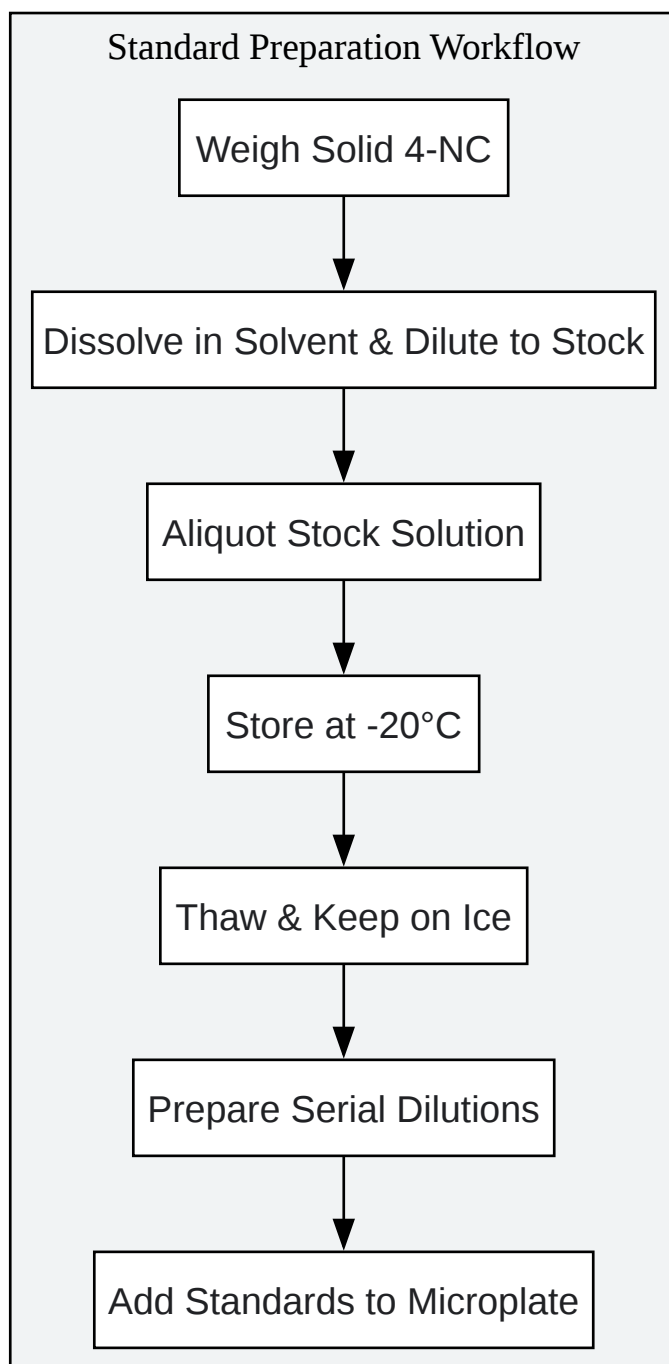 Standard Preparation Workflow
Weigh Solid 4-NC
Dissolve in Solvent & Dilute to Stock
Aliquot Stock Solution
Store at -20°C
Thaw & Keep on Ice
Prepare Serial Dilutions
Add Standards to Microplate